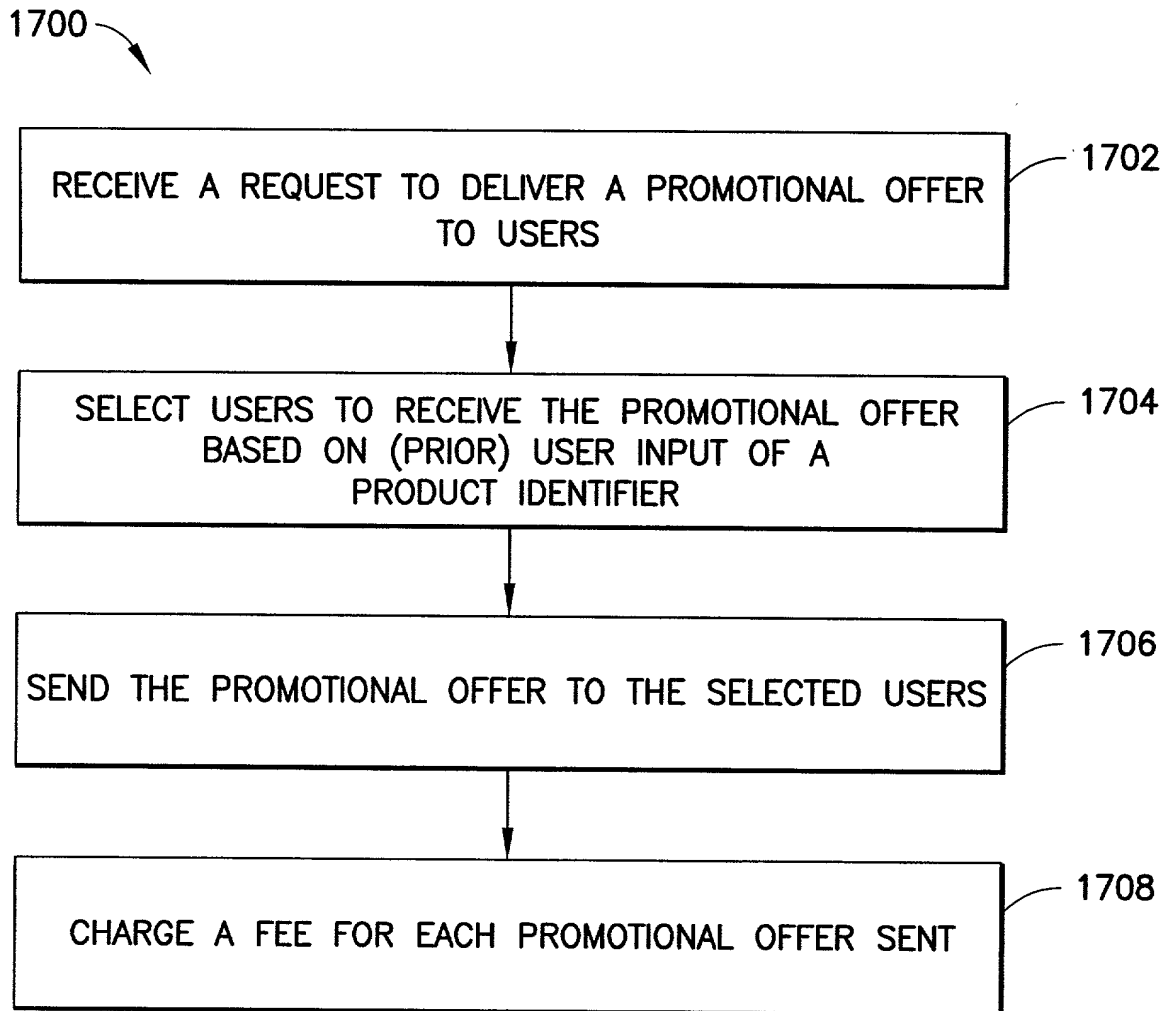 1700
RECEIVE A REQUEST TO DELIVER A PROMOTIONAL OFFER
TO USERS
1702
SELECT USERS TO RECEIVE THE PROMOTIONAL OFFER
BASED ON (PRIOR) USER INPUT OF A
PRODUCT IDENTIFIER
1704
SEND THE PROMOTIONAL OFFER TO THE SELECTED USERS
1706
CHARGE A FEE FOR EACH PROMOTIONAL OFFER SENT
1708